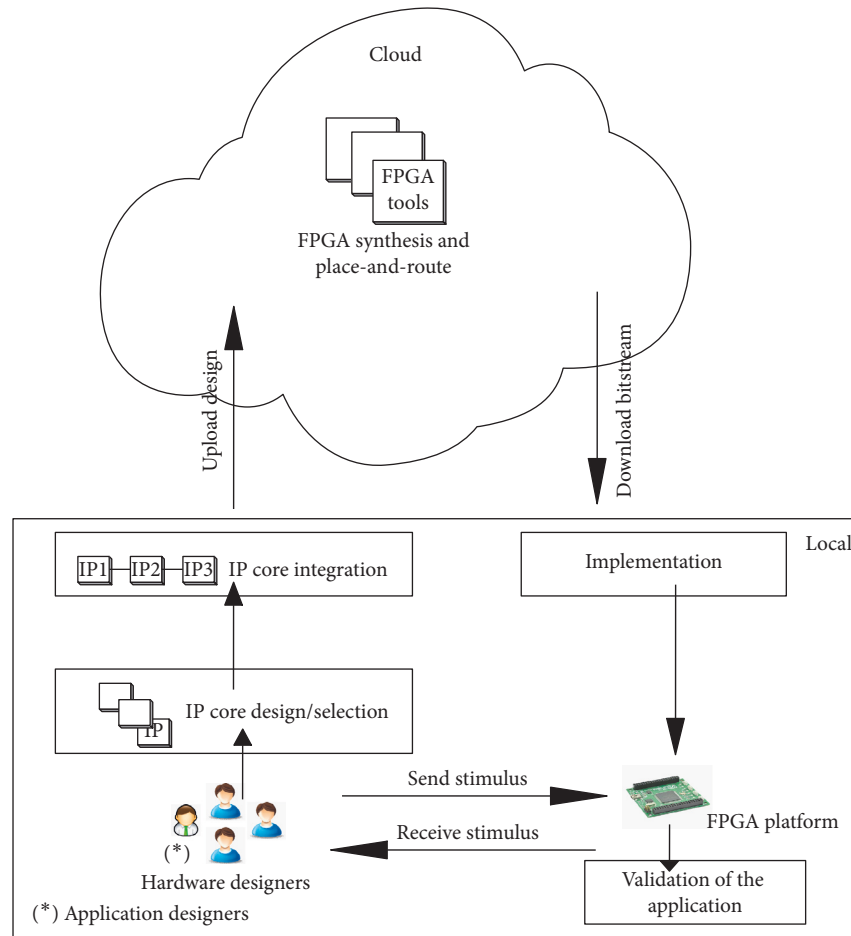 Cloud
FPGA
tools
FPGA synthesis and
place-and-route
Upload design
Download bitstream
Local
IP1 IP2 IP3 IP core integration
Implementation
IP IP core design/selection
Send stimulus
Receive stimulus
FPGA platform
(*)
Hardware designers
(*) Application designers
Validation of the
application